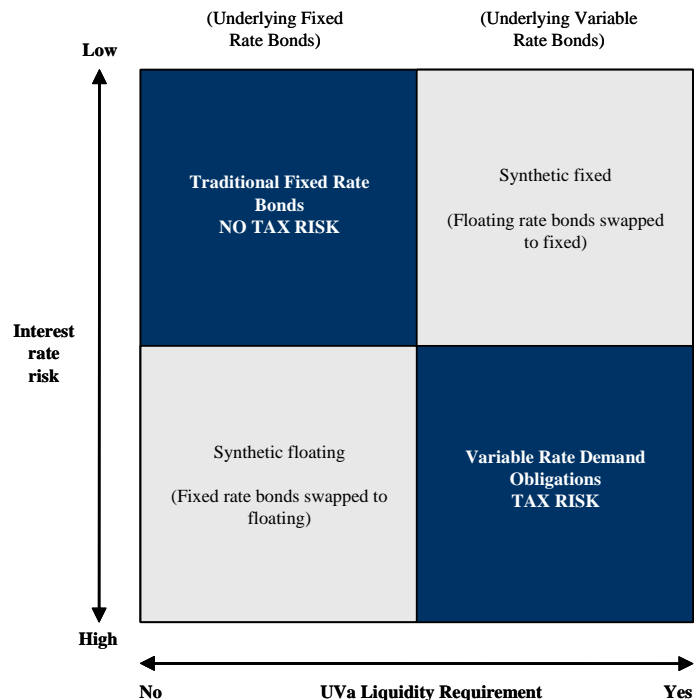 (Underlying Fixed
Rate Bonds)
(Underlying Variable
Rate Bonds)
Low
Traditional Fixed Rate
Bonds
NO TAX RISK
Synthetic fixed
(Floating rate bonds swapped
to fixed)
Interest
rate
risk
Synthetic floating
(Fixed rate bonds swapped to
floating)
Variable Rate Demand
Obligations
TAX RISK
High
No
UVa Liquidity Requirement
Yes